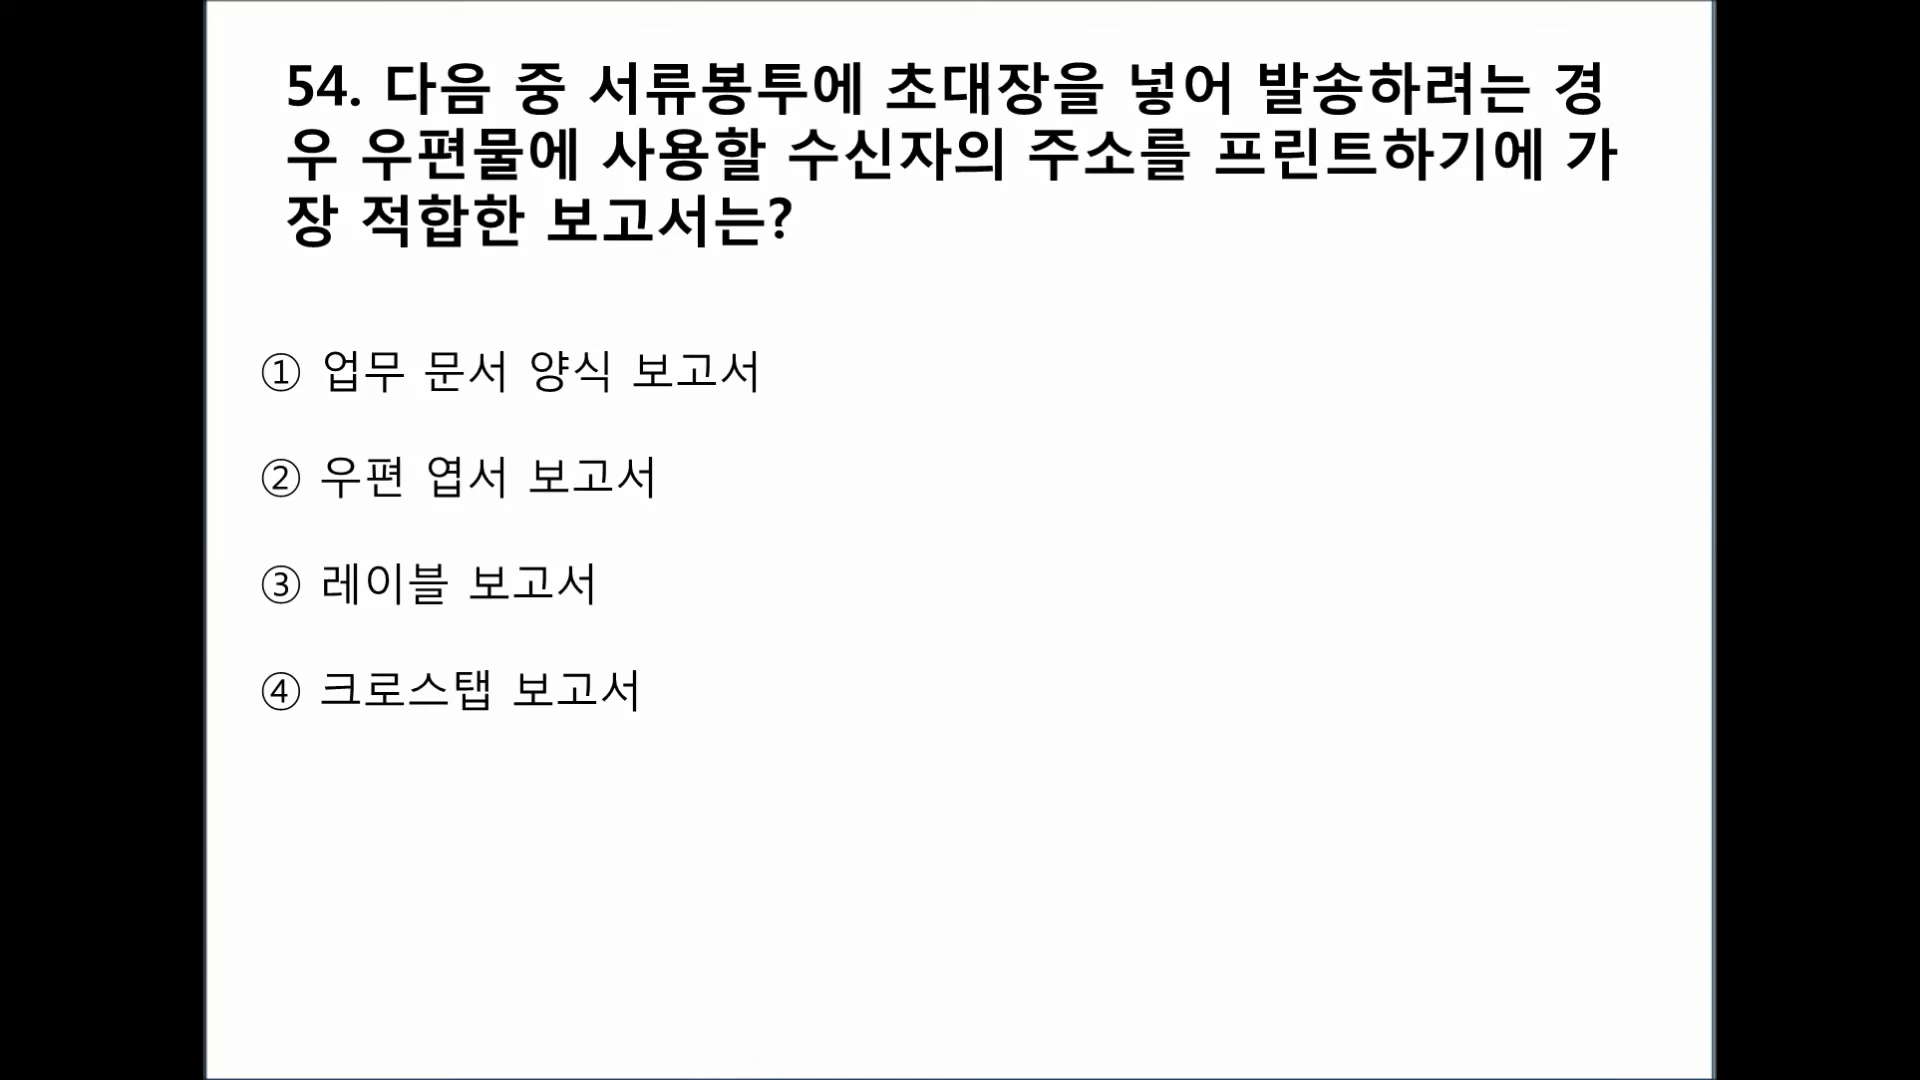 54. 다음 중 서류봉투에 초대장을 넣어 발송하려는 경
우 우편물에 사용할 수신자의 주소를 프린트하기에 가
장 적합한 보고서는?
① 업무 문서 양식 보고서
② 우편 엽서 보고서
③ 레이블 보고서
④ 크로스탭 보고서